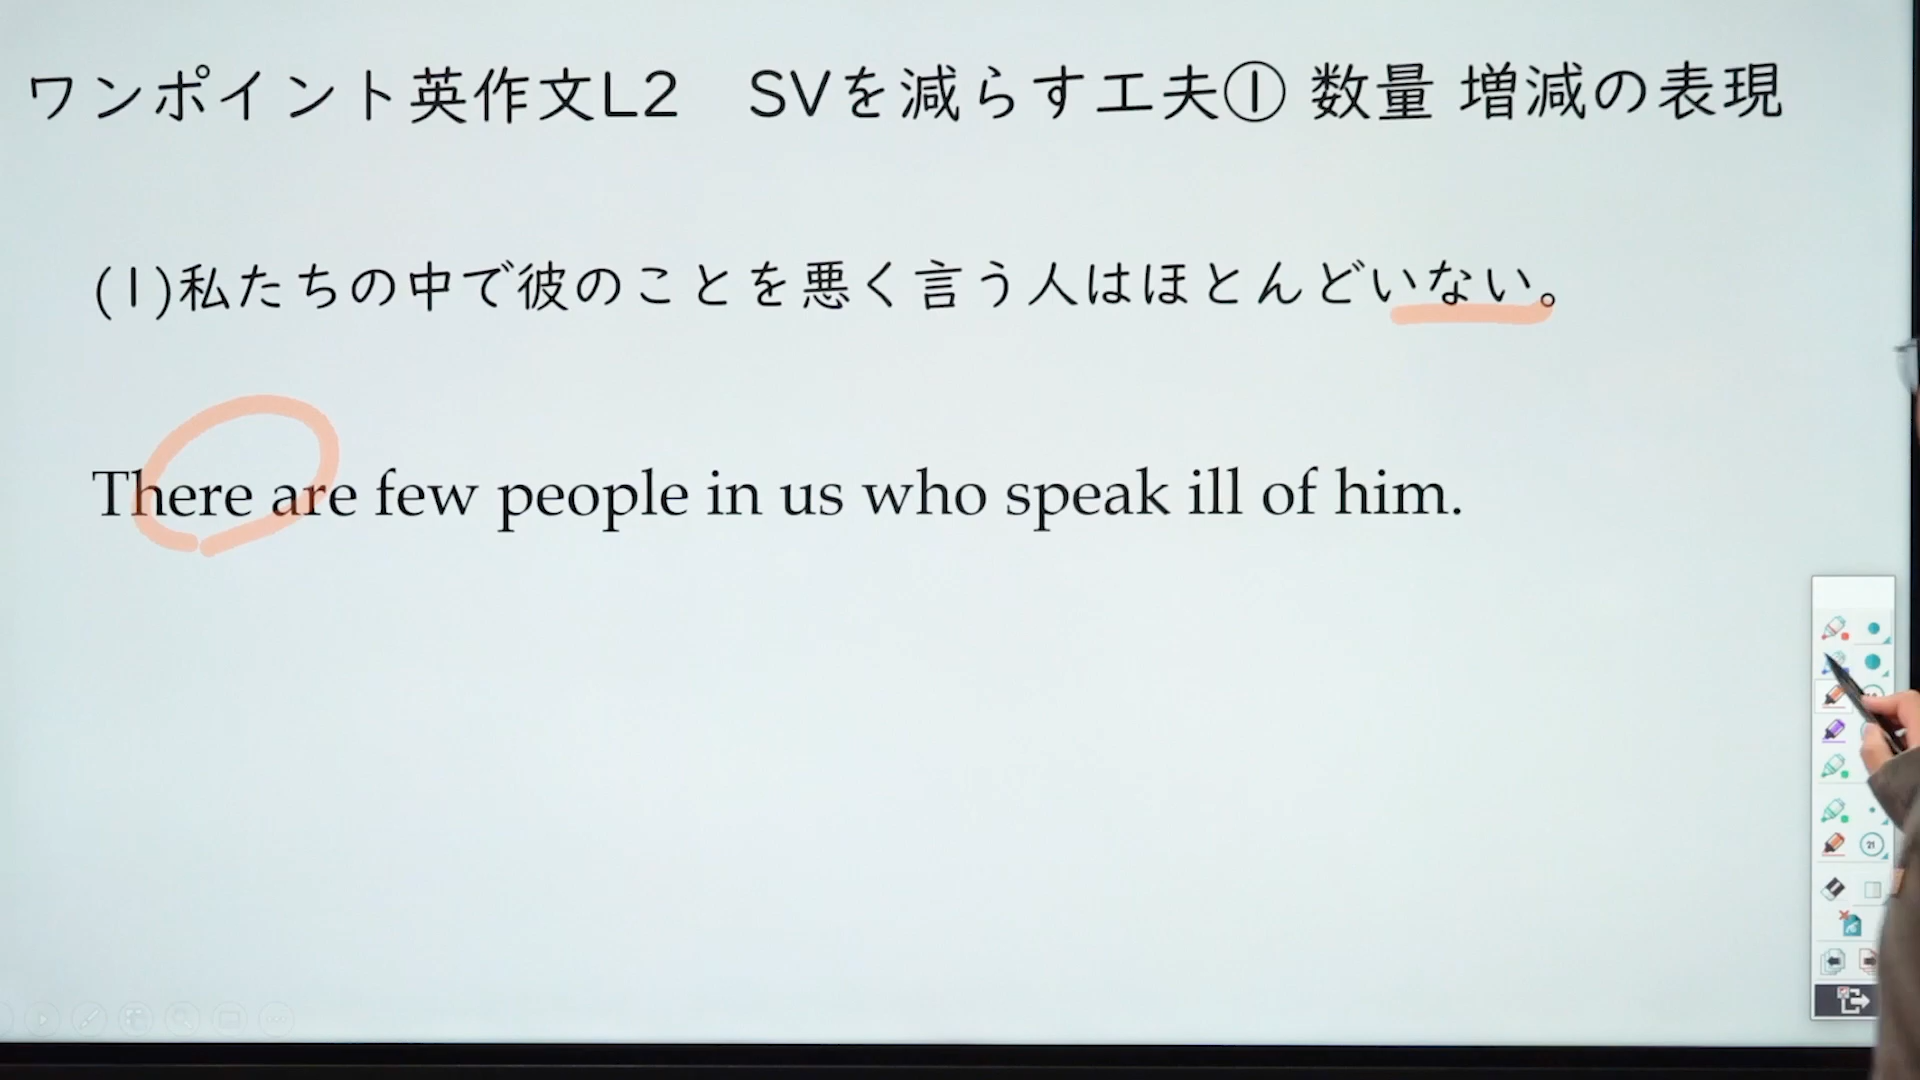 ワンポイント英作文L2　SVを減らす工夫① 数量 増減の表現
(1)私たちの中で彼のことを悪く言う人はほとんどいない。
There are few people in us who speak ill of him.
21